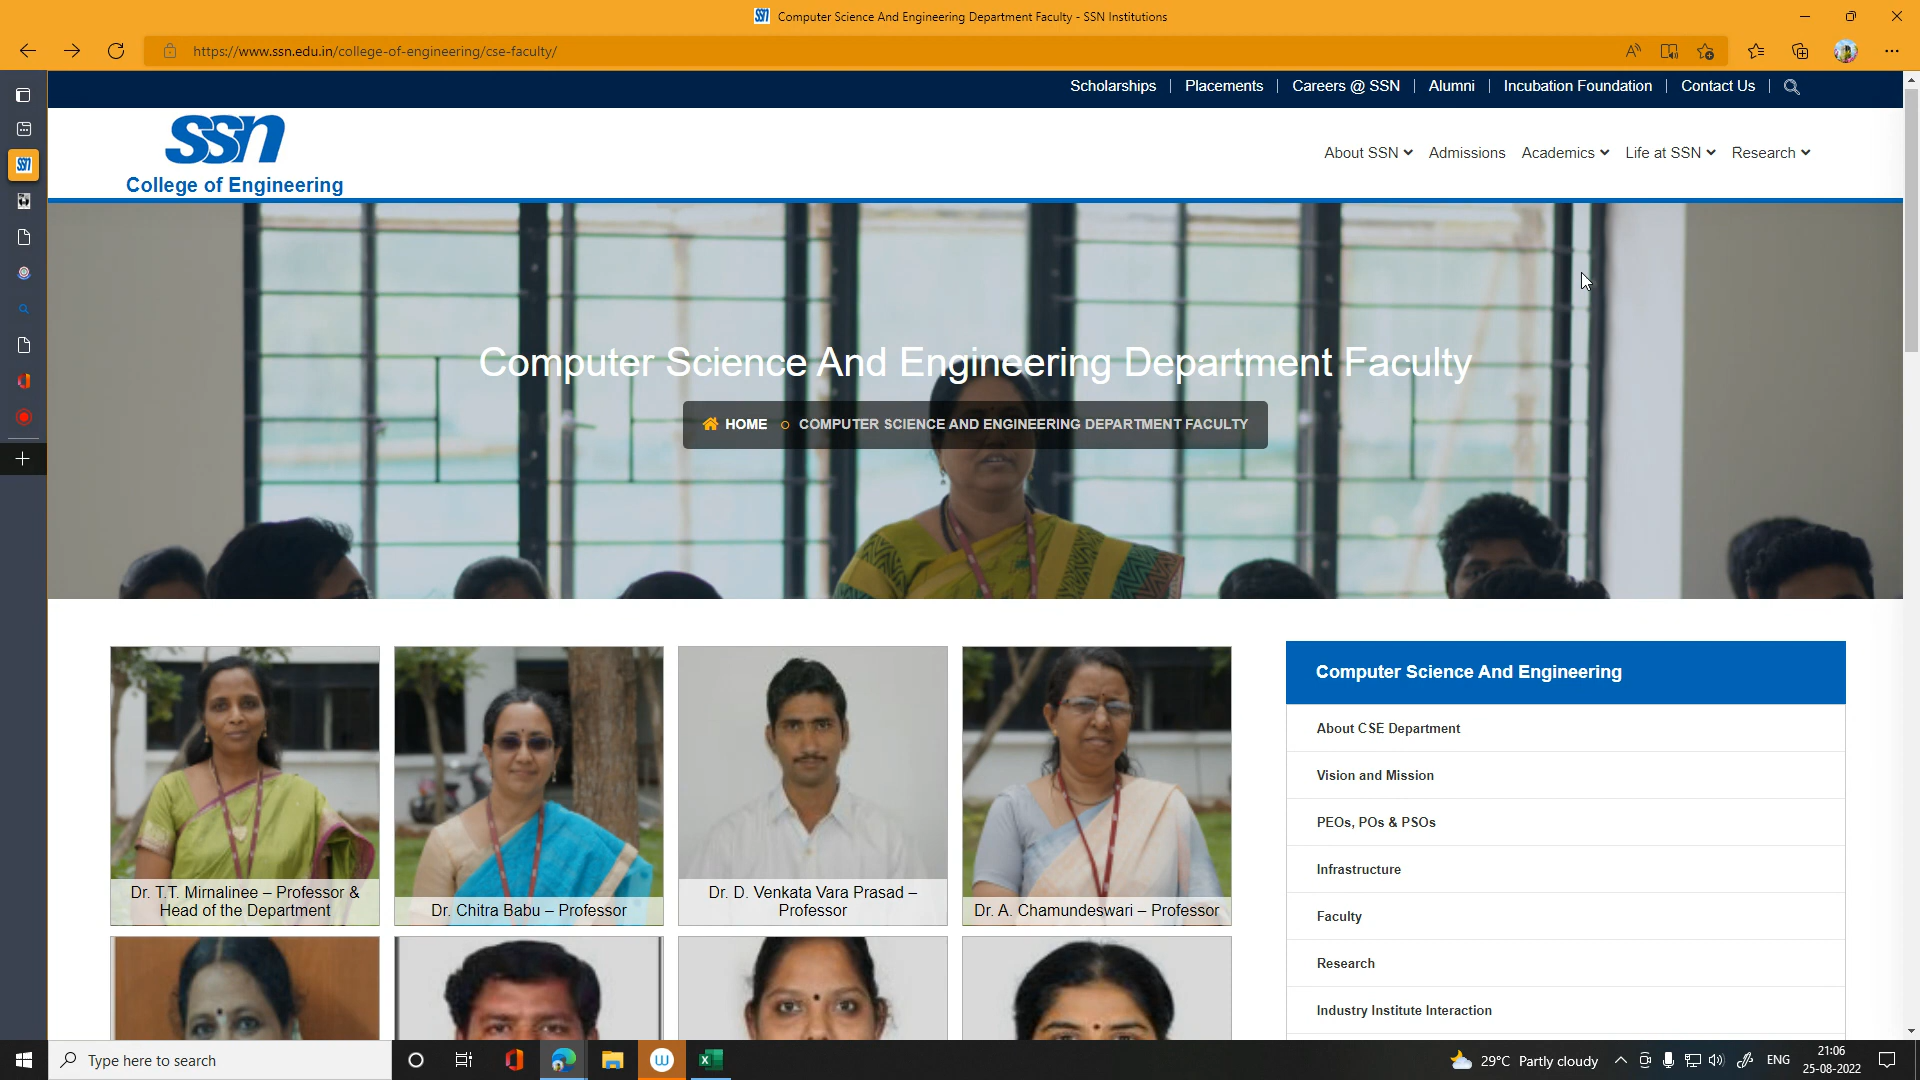 Computer Science And Engineering Department Faculty - SSN Institutions
https://www.ssn.edu.in/college-of-engineering/cse-faculty/
Scholarships | Placements | Careers @ SSN | Alumni | Incubation Foundation | Contact Us |
ssn
College of Engineering
About SSN Admissions Academics Life at SSN Research
Computer Science And Engineering Department Faculty
HOME COMPUTER SCIENCE AND ENGINEERING DEPARTMENT FACULTY
Dr. T.T. Mirnalinee – Professor &
Head of the Department
Dr. Chitra Babu – Professor
Dr. D. Venkata Vara Prasad –
Professor
Dr. A. Chamundeswari – Professor
Computer Science And Engineering
About CSE Department
Vision and Mission
PEOs, POs & PSOs
Infrastructure
Faculty
Research
Industry Institute Interaction
Type here to search
29°C Partly cloudy
ENG
21:06
25-08-2022